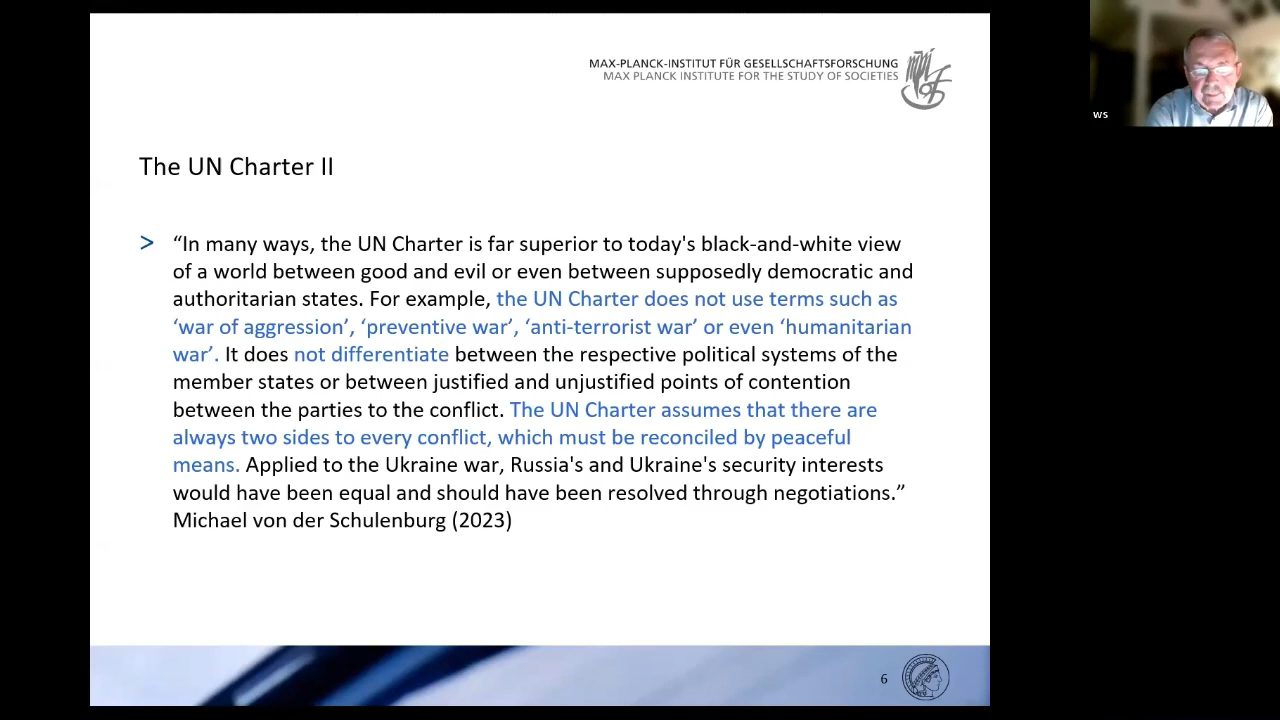 MAX-PLANCK-INSTITUT FÜR GESELLSCHAFTSFORSCHUNG
MAX PLANCK INSTITUTE FOR THE STUDY OF SOCIETIES
ws
The UN Charter II
> “In many ways, the UN Charter is far superior to today's black-and-white view
of a world between good and evil or even between supposedly democratic and
authoritarian states. For example, the UN Charter does not use terms such as
‘war of aggression’, ‘preventive war’, ‘anti-terrorist war’ or even ‘humanitarian
war’. It does not differentiate between the respective political systems of the
member states or between justified and unjustified points of contention
between the parties to the conflict. The UN Charter assumes that there are
always two sides to every conflict, which must be reconciled by peaceful
means. Applied to the Ukraine war, Russia's and Ukraine's security interests
would have been equal and should have been resolved through negotiations.”
Michael von der Schulenburg (2023)
6